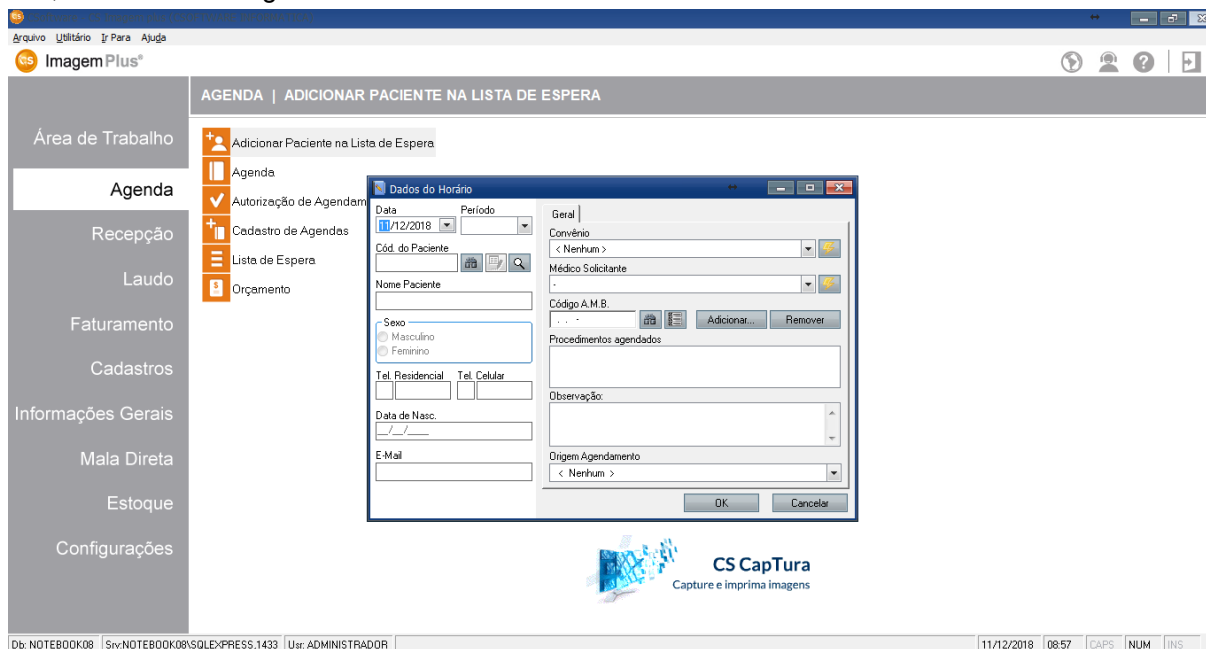 Arquivo Utilitário Ir Para Ajuda
CS ImagemPlus®
AGENDA | ADICIONAR PACIENTE NA LISTA DE ESPERA
Área de Trabalho
Agenda
Recepção
Laudo
Faturamento
Cadastros
Informações Gerais
Mala Direta
Estoque
Configurações
Adicionar Paciente na Lista de Espera
Agenda
Autorização de Agendam
Cadastro de Agendas
Lista de Espera
Orçamento
Dados do Horário
Data Período
11/12/2018
Cód. do Paciente
Nome Paciente
Sexo
Masculino
Feminino
Tel. Residencial Tel. Celular
Data de Nasc.
__/__/____
E-Mail
Geral
Convênio
< Nenhum >
Médico Solicitante
-
Código A.M.B.
. . -
Adicionar... Remover
Procedimentos agendados
Observação:
Origem Agendamento
< Nenhum >
OK Cancelar
CS CapTura
Capture e imprima imagens
Db: NOTEBOOK08 Srv:NOTEBOOK08\SQLEXPRESS,1433 Usr: ADMINISTRADOR 11/12/2018 08:57 CAPS NUM INS